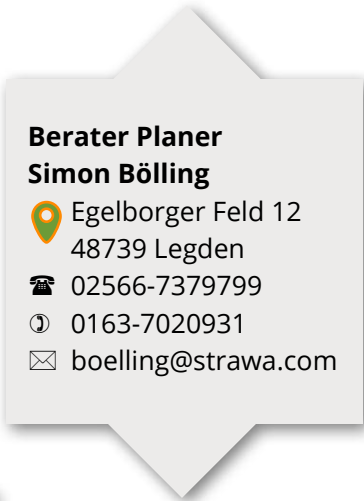 Berater Planer
Simon Bölling
Egelborger Feld 12
48739 Legden
☎ 02566-7379799
✆ 0163-7020931
✉ boelling@strawa.com